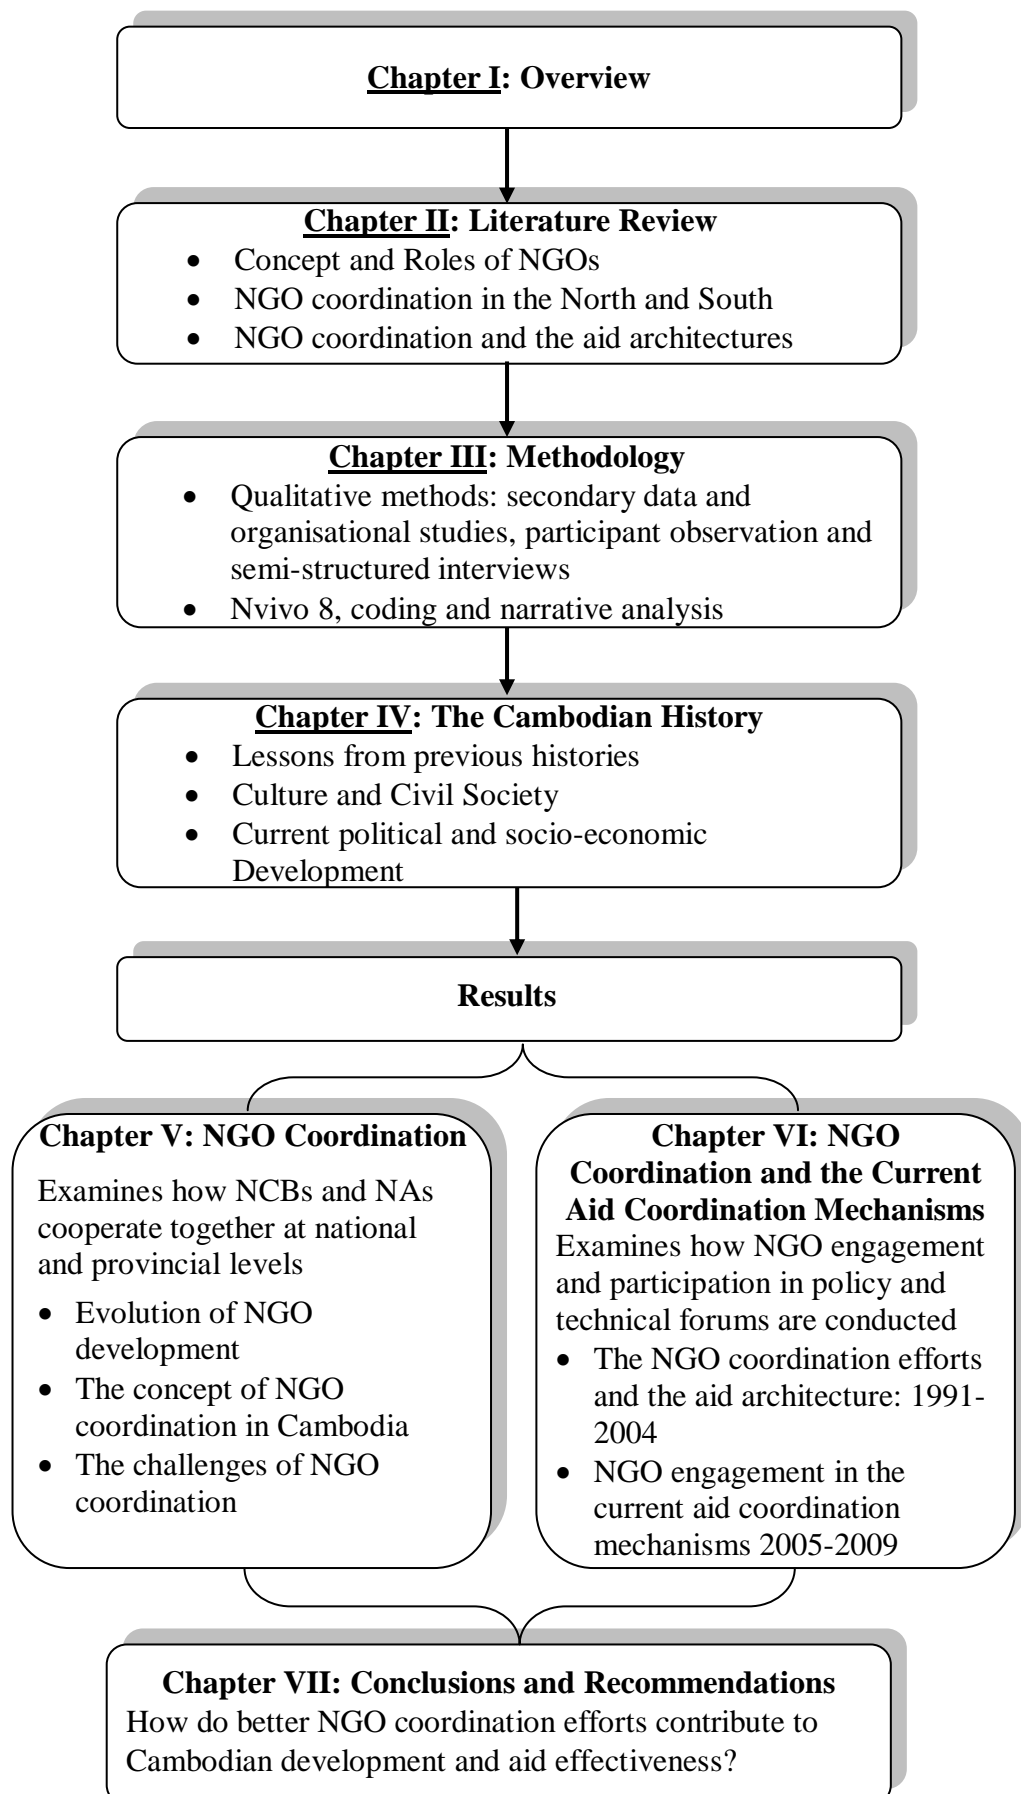 Chapter I: Overview
Chapter II: Literature Review
• Concept and Roles of NGOs
• NGO coordination in the North and South
• NGO coordination and the aid architectures
Chapter III: Methodology
• Qualitative methods: secondary data and
organisational studies, participant observation and
semi-structured interviews
• Nvivo 8, coding and narrative analysis
Chapter IV: The Cambodian History
• Lessons from previous histories
• Culture and Civil Society
• Current political and socio-economic
Development
Results
Chapter V: NGO Coordination
Examines how NCBs and NAs
cooperate together at national
and provincial levels
• Evolution of NGO
development
• The concept of NGO
coordination in Cambodia
• The challenges of NGO
coordination
Chapter VI: NGO
Coordination and the Current
Aid Coordination Mechanisms
Examines how NGO engagement
and participation in policy and
technical forums are conducted
• The NGO coordination efforts
and the aid architecture: 1991-
2004
• NGO engagement in the
current aid coordination
mechanisms 2005-2009
Chapter VII: Conclusions and Recommendations
How do better NGO coordination efforts contribute to
Cambodian development and aid effectiveness?